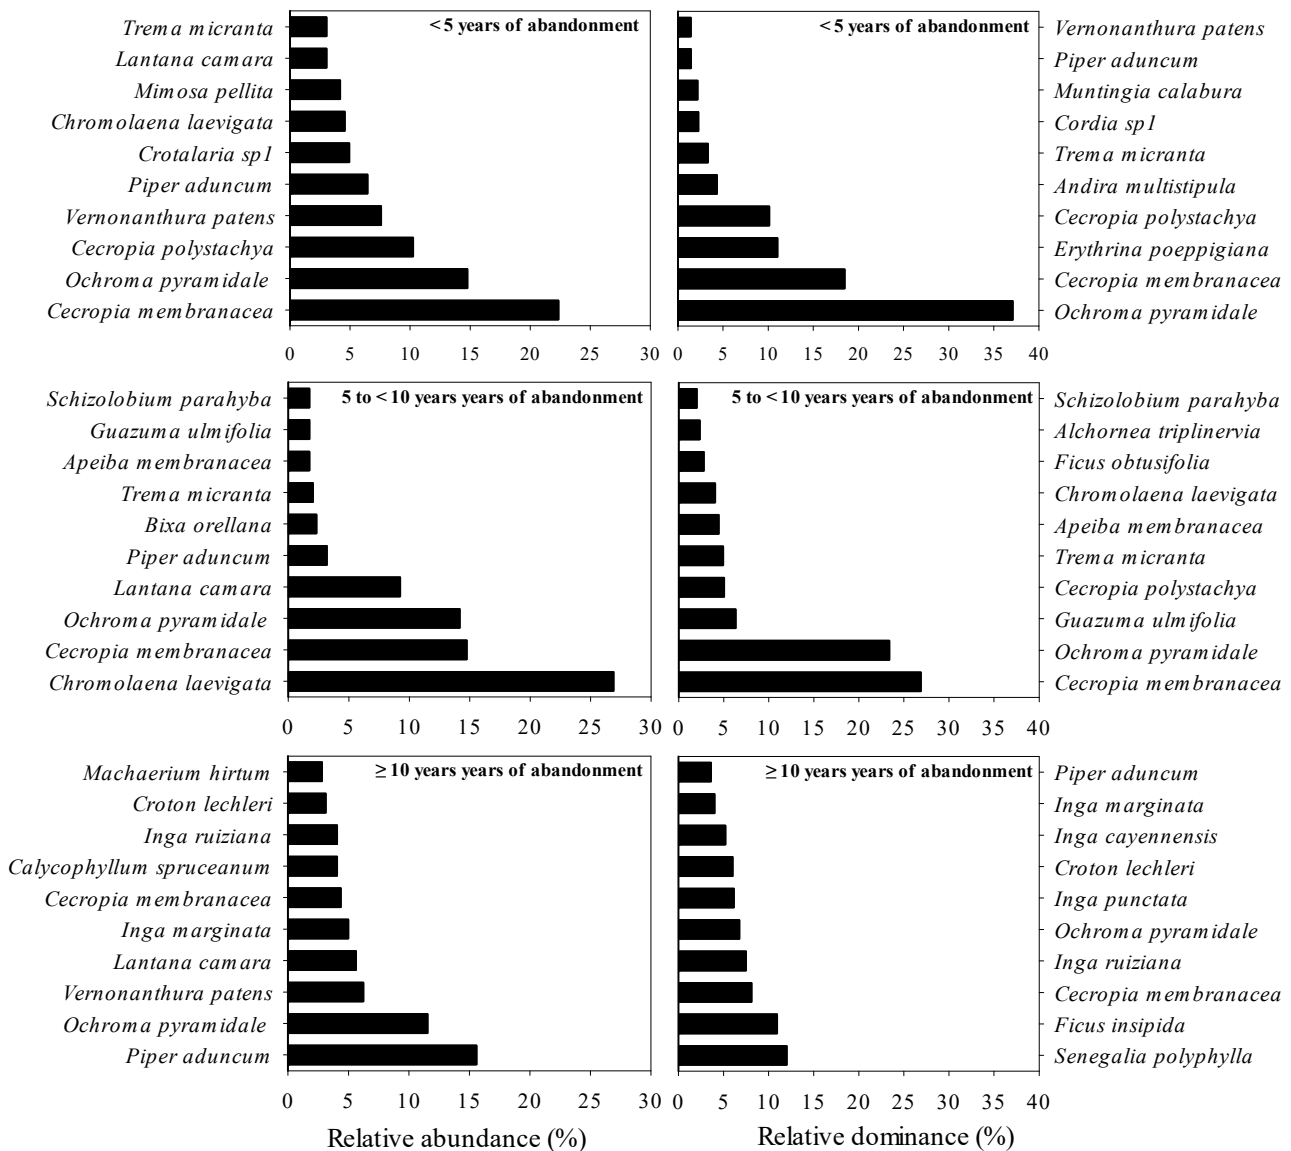 < 5 years of abandonment
Trema micranta
Lantana camara
Mimosa pellita
Chromolaena laevigata
Crotalaria sp1
Piper aduncum
Vernonanthura patens
Cecropia polystachya
Ochroma pyramidale
Cecropia membranacea
0 5 10 15 20 25 30
< 5 years of abandonment
Vernonanthura patens
Piper aduncum
Muntingia calabura
Cordia sp1
Trema micranta
Andira multistipula
Cecropia polystachya
Erythrina poeppigiana
Cecropia membranacea
Ochroma pyramidale
0 5 10 15 20 25 30 35 40
5 to < 10 years years of abandonment
Schizolobium parahyba
Guazuma ulmifolia
Apeiba membranacea
Trema micranta
Bixa orellana
Piper aduncum
Lantana camara
Ochroma pyramidale
Cecropia membranacea
Chromolaena laevigata
0 5 10 15 20 25 30
5 to < 10 years years of abandonment
Schizolobium parahyba
Alchornea triplinervia
Ficus obtusifolia
Chromolaena laevigata
Apeiba membranacea
Trema micranta
Cecropia polystachya
Guazuma ulmifolia
Ochroma pyramidale
Cecropia membranacea
0 5 10 15 20 25 30 35 40
≥ 10 years years of abandonment
Machaerium hirtum
Croton lechleri
Inga ruiziana
Calycophyllum spruceanum
Cecropia membranacea
Inga marginata
Lantana camara
Vernonanthura patens
Ochroma pyramidale
Piper aduncum
0 5 10 15 20 25 30
Relative abundance (%)
≥ 10 years years of abandonment
Piper aduncum
Inga marginata
Inga cayennensis
Croton lechleri
Inga punctata
Ochroma pyramidale
Inga ruiziana
Cecropia membranacea
Ficus insipida
Senegalia polyphylla
0 5 10 15 20 25 30 35 40
Relative dominance (%)